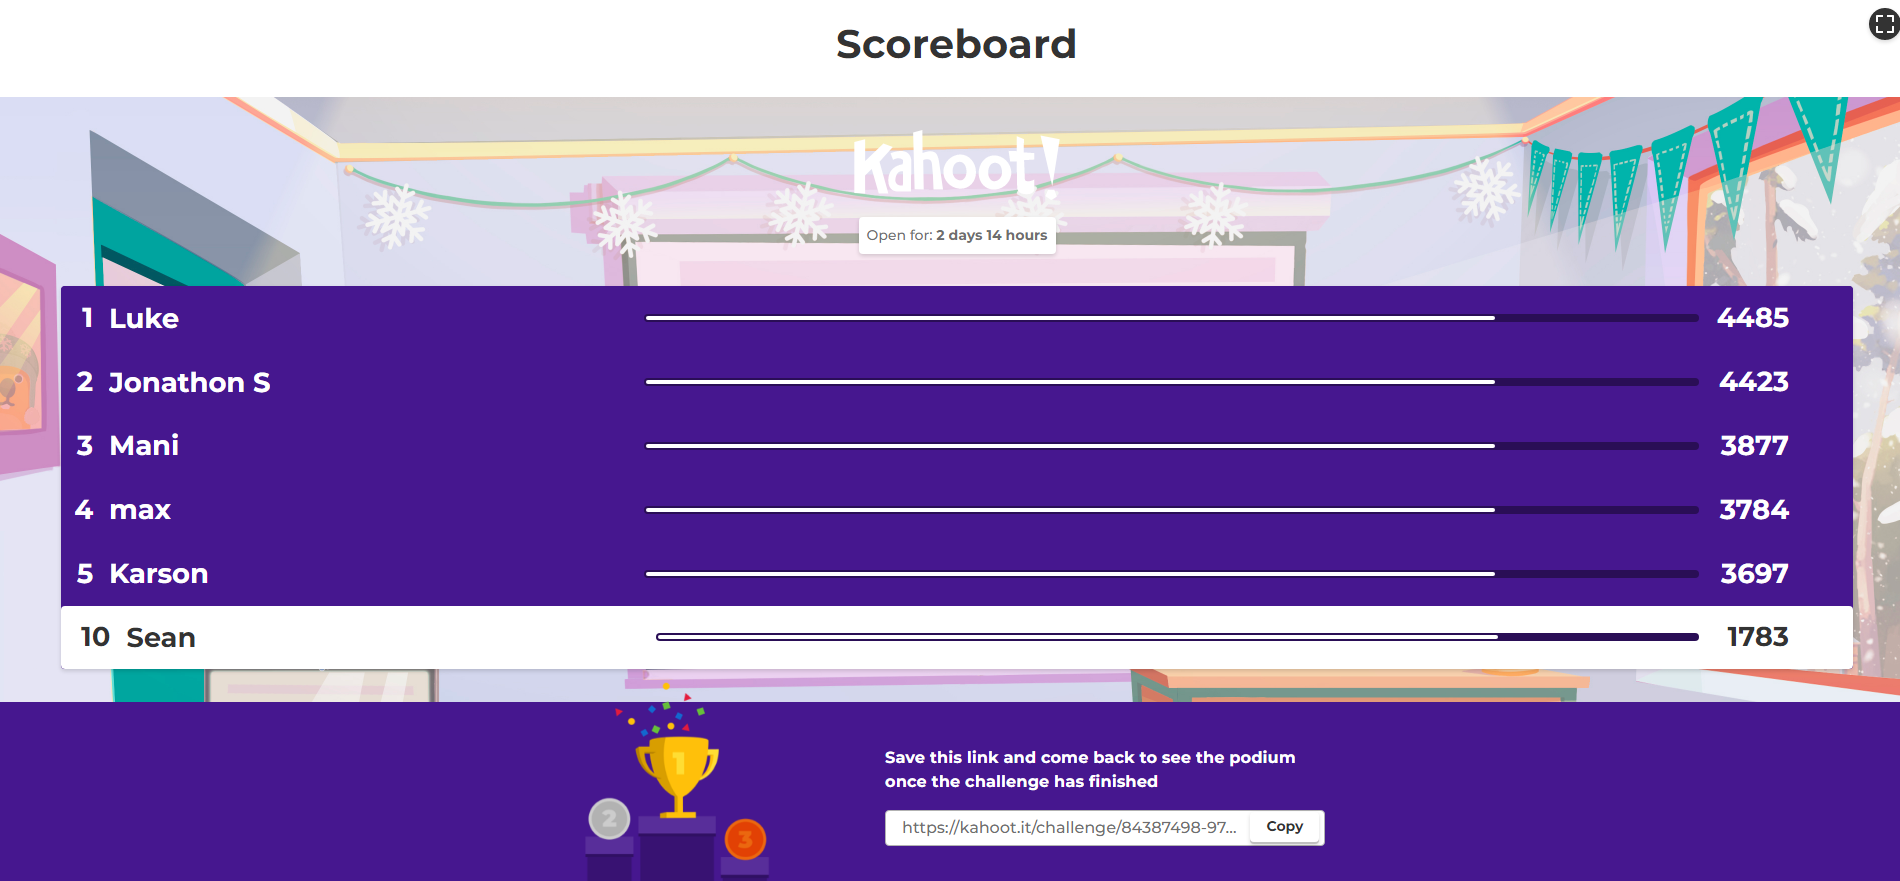 Scoreboard
Kahoot!
Open for: 2 days 14 hours
1 Luke 4485
2 Jonathon S 4423
3 Mani 3877
4 max 3784
5 Karson 3697
10 Sean 1783
1
2
3
Save this link and come back to see the podium
once the challenge has finished
https://kahoot.it/challenge/84387498-97... Copy